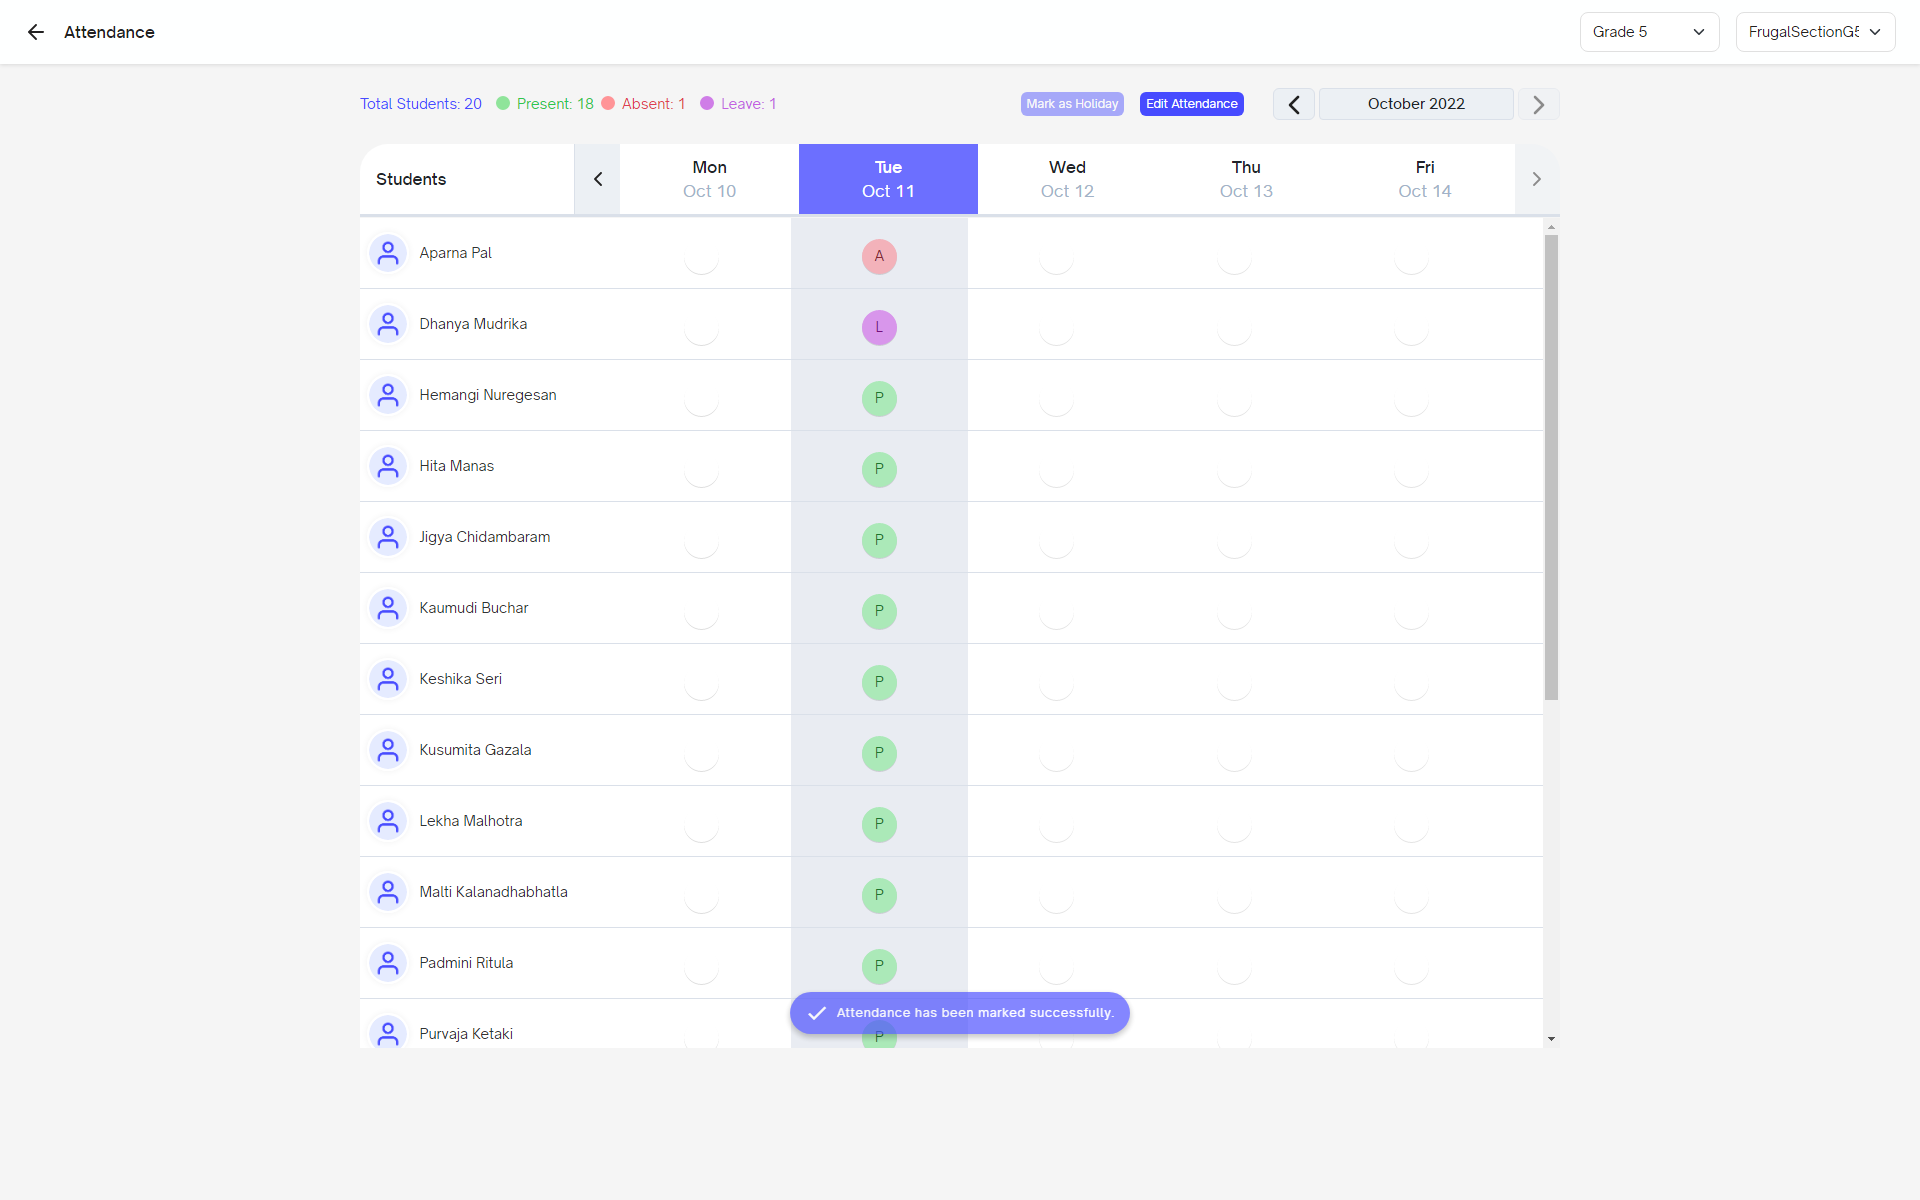 Attendance
Grade 5
FrugalSectionG5
Total Students: 20
Present: 18
Absent: 1
Leave: 1
Mark as Holiday
Edit Attendance
October 2022
Students
Mon
Oct 10
Tue
Oct 11
Wed
Oct 12
Thu
Oct 13
Fri
Oct 14
Aparna Pal
A
Dhanya Mudrika
L
Hemangi Nuregesan
P
Hita Manas
P
Jigya Chidambaram
P
Kaumudi Buchar
P
Keshika Seri
P
Kusumita Gazala
P
Lekha Malhotra
P
Malti Kalanadhabhatla
P
Padmini Ritula
P
Attendance has been marked successfully.
Purvaja Ketaki
P